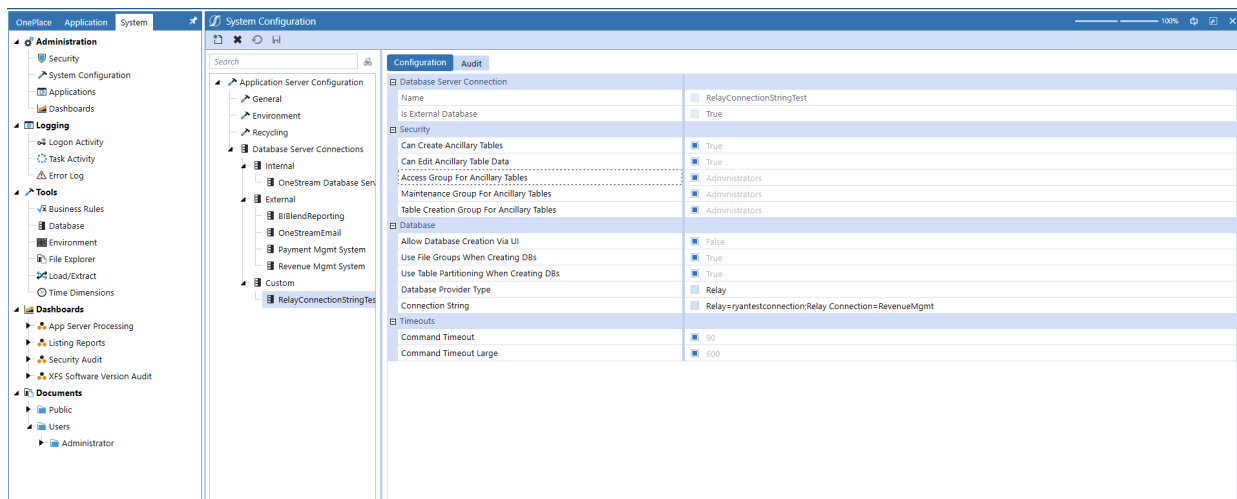 OnePlace Application System
Administration
Security
System Configuration
Applications
Dashboards
Logging
Logon Activity
Task Activity
Error Log
Tools
Business Rules
Database
Environment
File Explorer
Load/Extract
Time Dimensions
Dashboards
App Server Processing
Listing Reports
Security Audit
XFS Software Version Audit
Documents
Public
Users
Administrator
System Configuration
100%
Search
Application Server Configuration
General
Environment
Recycling
Database Server Connections
Internal
OneStream Database Serv
External
BIBlendReporting
OneStreamEmail
Payment Mgmt System
Revenue Mgmt System
Custom
RelayConnectionStringTes
Configuration Audit
Database Server Connection
Name RelayConnectionStringTest
Is External Database True
Security
Can Create Ancillary Tables True
Can Edit Ancillary Table Data True
Access Group For Ancillary Tables Administrators
Maintenance Group For Ancillary Tables Administrators
Table Creation Group For Ancillary Tables Administrators
Database
Allow Database Creation Via UI False
Use File Groups When Creating DBs True
Use Table Partitioning When Creating DBs True
Database Provider Type Relay
Connection String Relay=ryantestconnection;Relay Connection=RevenueMgmt
Timeouts
Command Timeout 90
Command Timeout Large 600